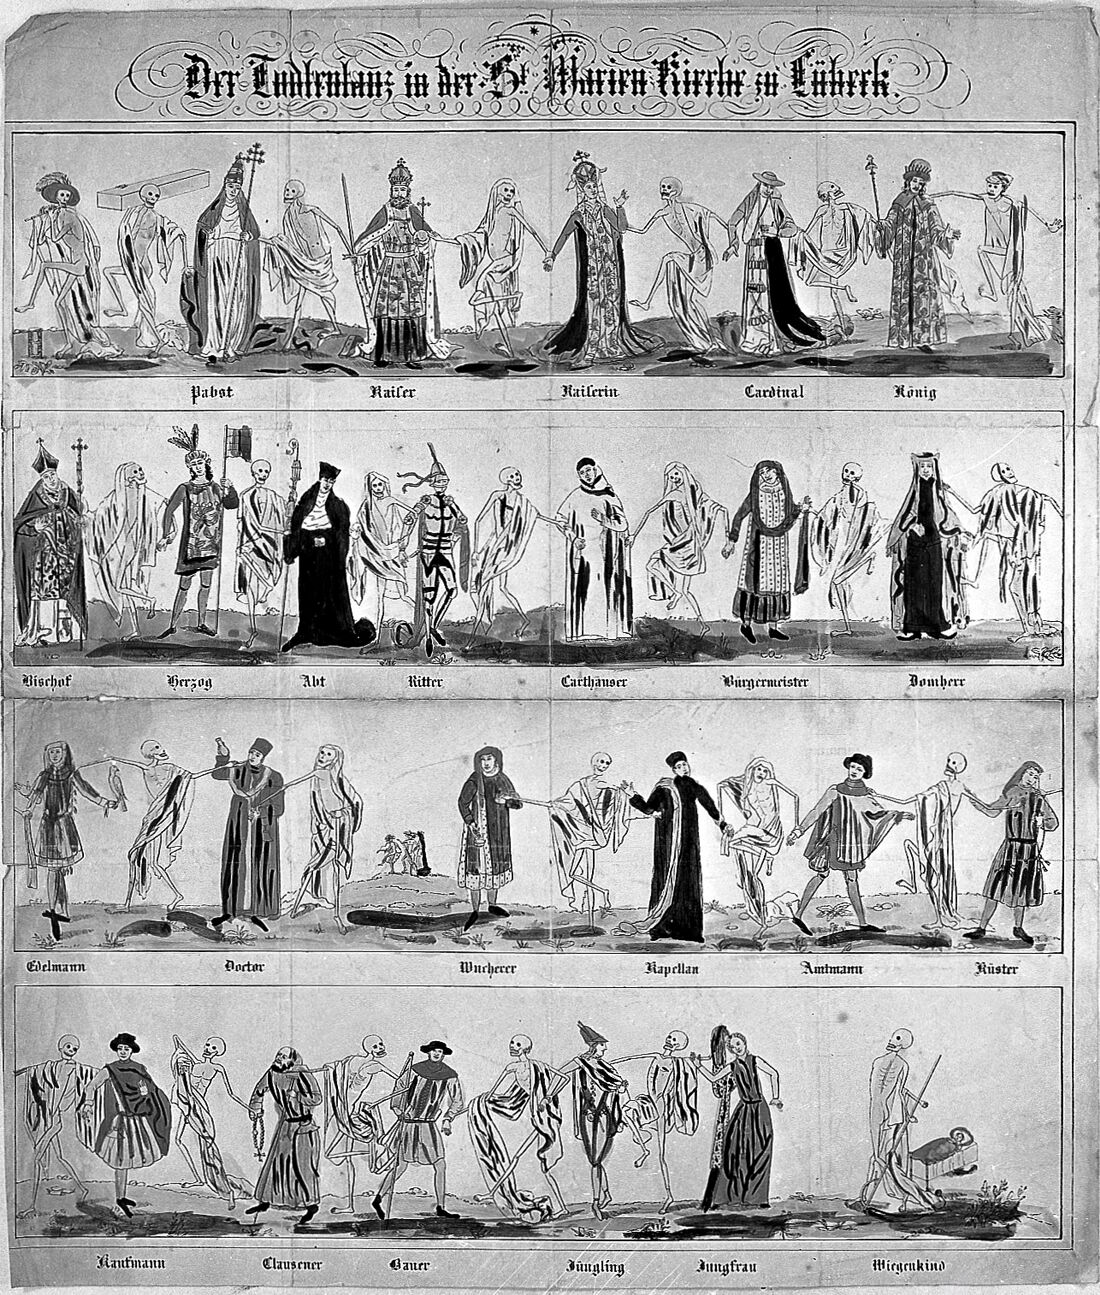 Der Todtentanz in der St. Marien Kirche zu Lübeck.
Pabst Kaiser Kaiserin Cardinal König
Bischof Herzog Abt Ritter Carthäuser Bürgermeister Domherr
Edelmann Doctor Wucherer Kapellan Amtmann Küster
Kaufmann Clausener Bauer Jüngling Jungfrau Wiegenkind